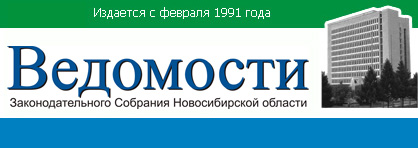 Издается с февраля 1991 года
Ведомости
Законодательного Собрания Новосибирской области